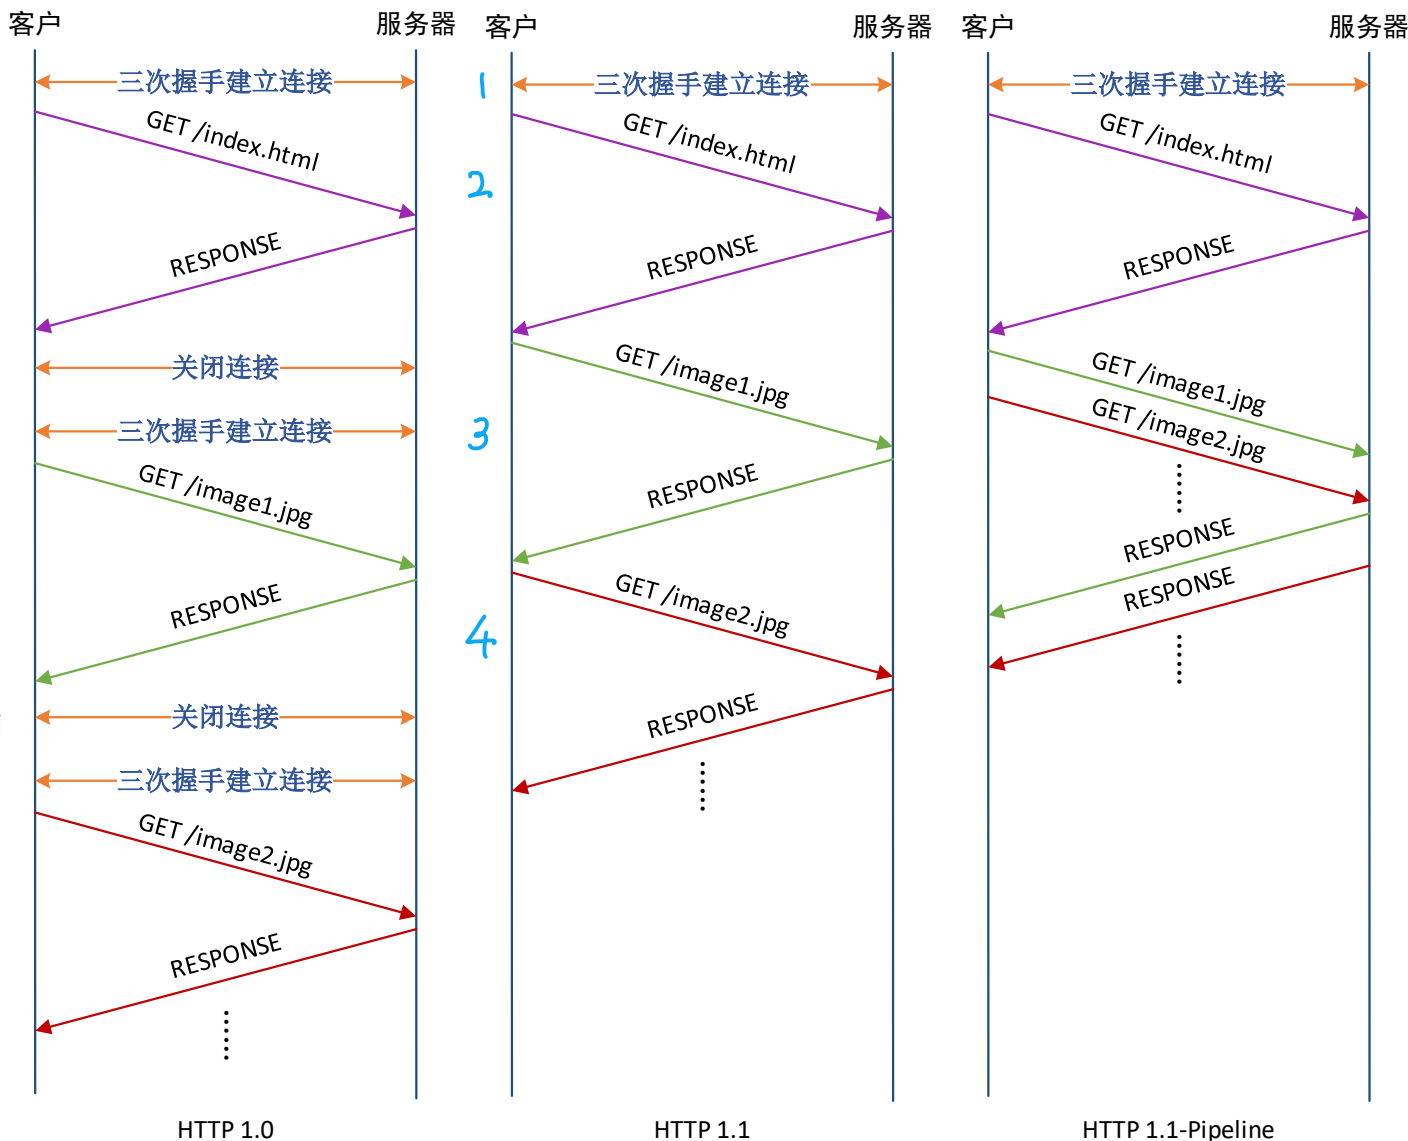 客户
服务器
三次握手建立连接
GET /index.html
RESPONSE
关闭连接
三次握手建立连接
GET /image1.jpg
RESPONSE
关闭连接
三次握手建立连接
GET /image2.jpg
RESPONSE
HTTP 1.0
1
2
3
4
客户
服务器
三次握手建立连接
GET /index.html
RESPONSE
GET /image1.jpg
RESPONSE
GET /image2.jpg
RESPONSE
HTTP 1.1
客户
服务器
三次握手建立连接
GET /index.html
RESPONSE
GET /image1.jpg
GET /image2.jpg
RESPONSE
RESPONSE
HTTP 1.1-Pipeline